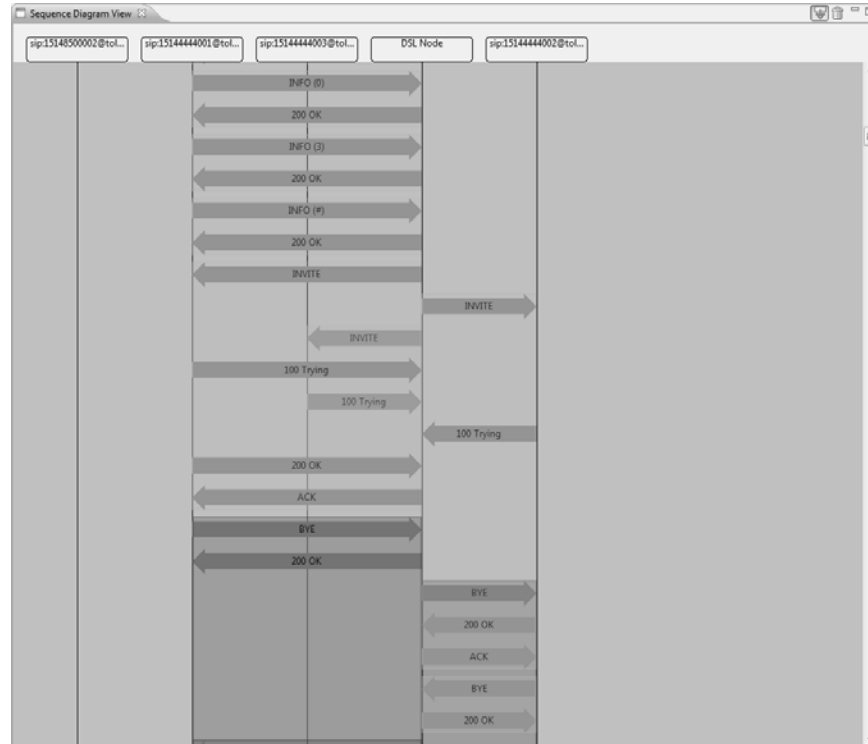 Sequence Diagram View
sip:15148500002@tol...
sip:15144444001@tol...
sip:15144444003@tol...
DSL Node
sip:15144444002@tol...
INFO (0)
200 OK
INFO (3)
200 OK
INFO (#)
200 OK
INVITE
INVITE
INVITE
100 Trying
100 Trying
100 Trying
200 OK
ACK
BYE
200 OK
BYE
200 OK
ACK
BYE
200 OK